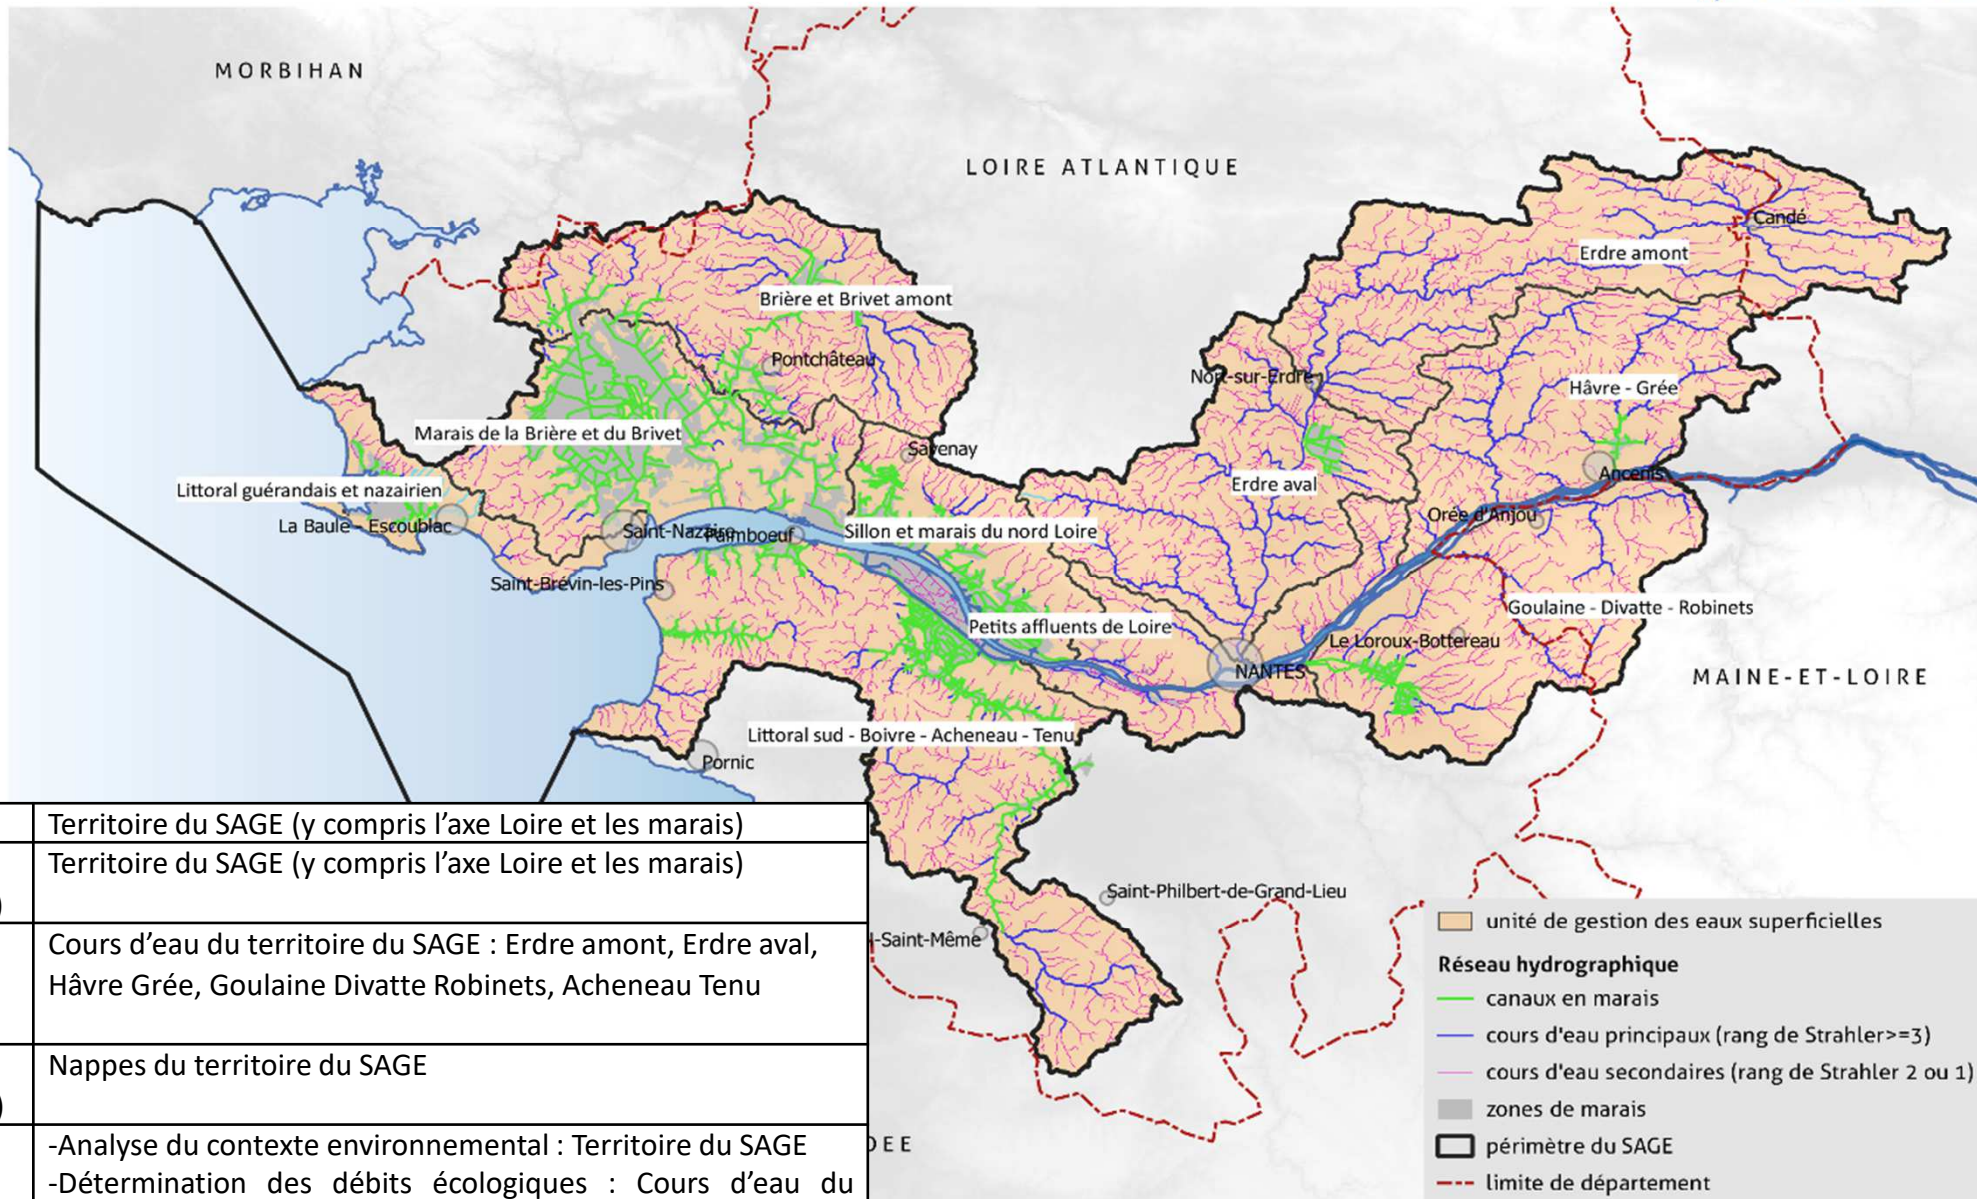 MORBIHAN
LOIRE ATLANTIQUE
Candé
Erdre amont
Brière et Brivet amont
Pontchâteau
Nort-sur-Erdre
Hâvre - Grée
Marais de la Brière et du Brivet
Savenay
Ancenis
Erdre aval
Littoral guérandais et nazairien
Orée d'Anjou
La Baule - Escoublac
Saint-Nazaire
Paimboeuf
Sillon et marais du nord Loire
Saint-Brévin-les-Pins
Goulaine - Divatte - Robinets
Petits affluents de Loire
Le Loroux-Bottereau
NANTES
MAINE-ET-LOIRE
Littoral sud - Boivre - Acheneau - Tenu
Pornic
Territoire du SAGE (y compris l’axe Loire et les marais)
Territoire du SAGE (y compris l’axe Loire et les marais)
)
Cours d’eau du territoire du SAGE : Erdre amont, Erdre aval,
Hâvre Grée, Goulaine Divatte Robinets, Acheneau Tenu
Nappes du territoire du SAGE
)
-Analyse du contexte environnemental : Territoire du SAGE
-Détermination des débits écologiques : Cours d’eau du
Saint-Philbert-de-Grand-Lieu
l-Saint-Même
DEE
unité de gestion des eaux superficielles
Réseau hydrographique
canaux en marais
cours d'eau principaux (rang de Strahler>=3)
cours d'eau secondaires (rang de Strahler 2 ou 1)
zones de marais
périmètre du SAGE
limite de département